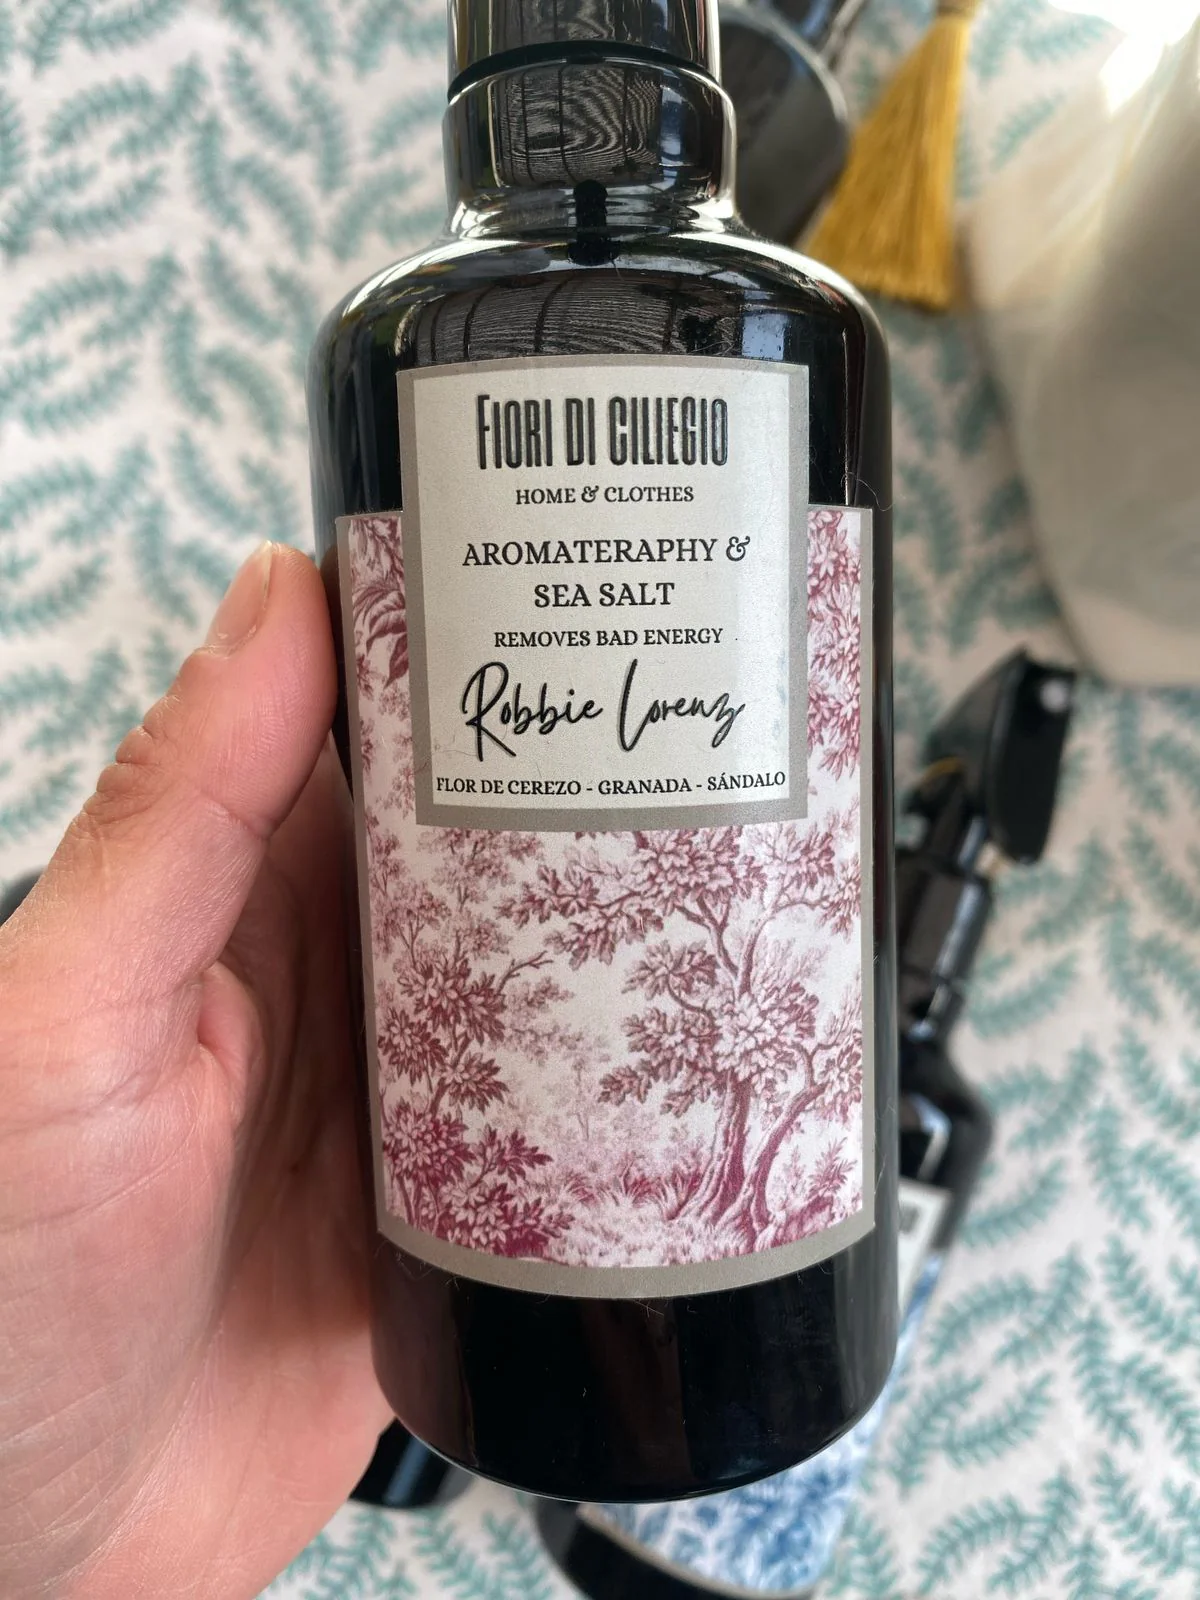 FIORI DI CILIEGIO
HOME & CLOTHES
AROMATERAPHY &
SEA SALT
REMOVES BAD ENERGY
Robbie Lorenz
FLOR DE CEREZO - GRANADA - SÁNDALO